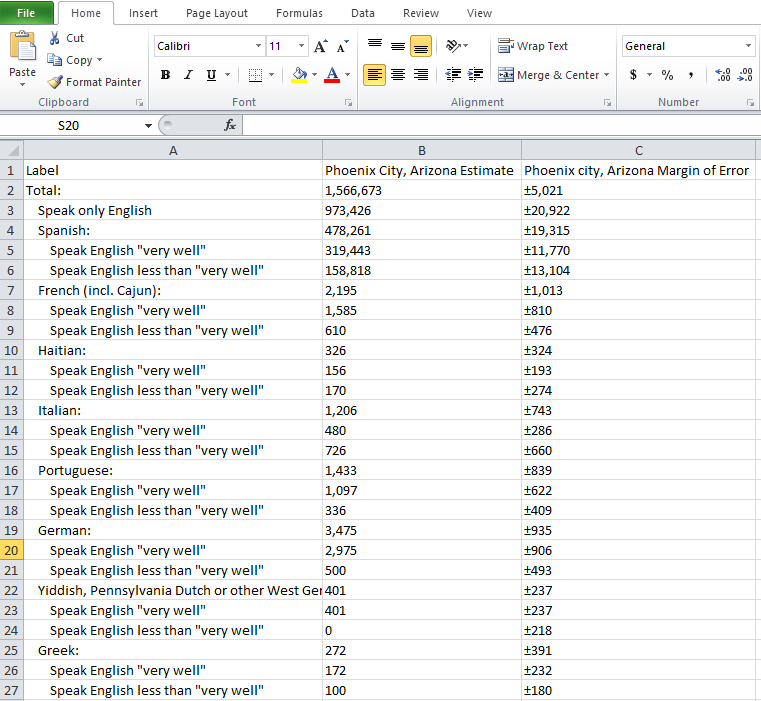 File Home Insert Page Layout Formulas Data Review View
Cut
Copy
Format Painter
Paste
Calibri 11 A A
B I U A
Wrap Text
Merge & Center
General
$ % , .00 .00
Clipboard Font Alignment Number
S20 fx
A B C
1 Label Phoenix City, Arizona Estimate Phoenix city, Arizona Margin of Error
2 Total: 1,566,673 ±5,021
3 Speak only English 973,426 ±20,922
4 Spanish: 478,261 ±19,315
5 Speak English "very well" 319,443 ±11,770
6 Speak English less than "very well" 158,818 ±13,104
7 French (incl. Cajun): 2,195 ±1,013
8 Speak English "very well" 1,585 ±810
9 Speak English less than "very well" 610 ±476
10 Haitian: 326 ±324
11 Speak English "very well" 156 ±193
12 Speak English less than "very well" 170 ±274
13 Italian: 1,206 ±743
14 Speak English "very well" 480 ±286
15 Speak English less than "very well" 726 ±660
16 Portuguese: 1,433 ±839
17 Speak English "very well" 1,097 ±622
18 Speak English less than "very well" 336 ±409
19 German: 3,475 ±935
20 Speak English "very well" 2,975 ±906
21 Speak English less than "very well" 500 ±493
22 Yiddish, Pennsylvania Dutch or other West Ger 401 ±237
23 Speak English "very well" 401 ±237
24 Speak English less than "very well" 0 ±218
25 Greek: 272 ±391
26 Speak English "very well" 172 ±232
27 Speak English less than "very well" 100 ±180